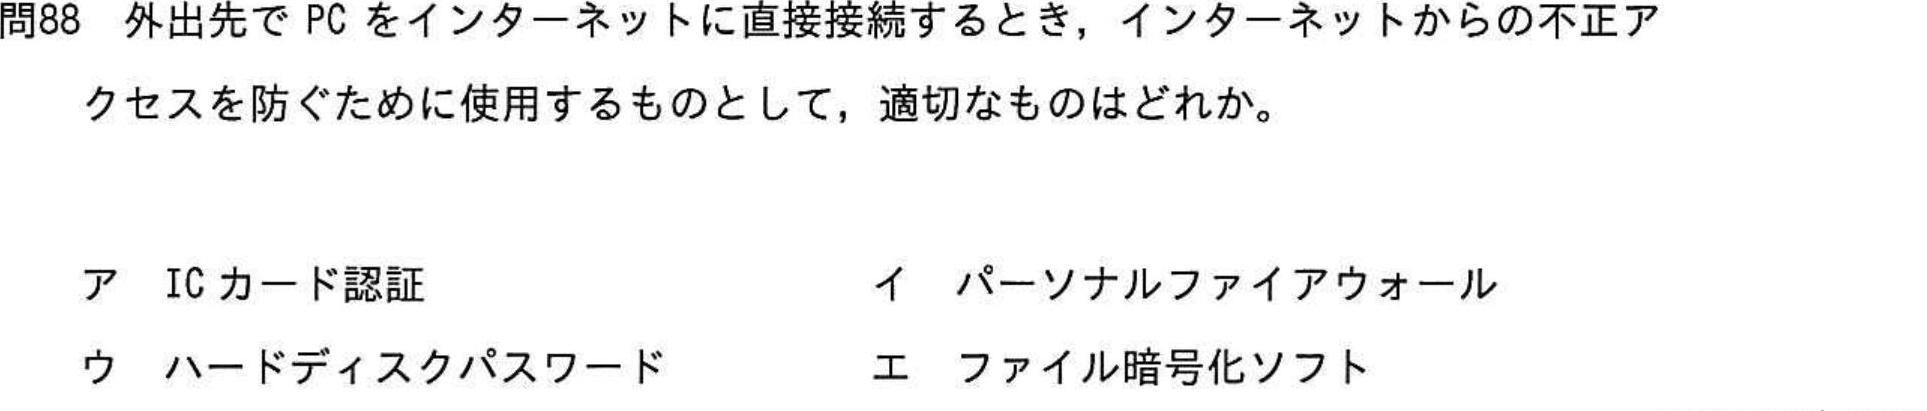 問88　外出先で PC をインターネットに直接接続するとき，インターネットからの不正ア
クセスを防ぐために使用するものとして，適切なものはどれか。
ア　IC カード認証　イ　パーソナルファイアウォール
ウ　ハードディスクパスワード　エ　ファイル暗号化ソフト